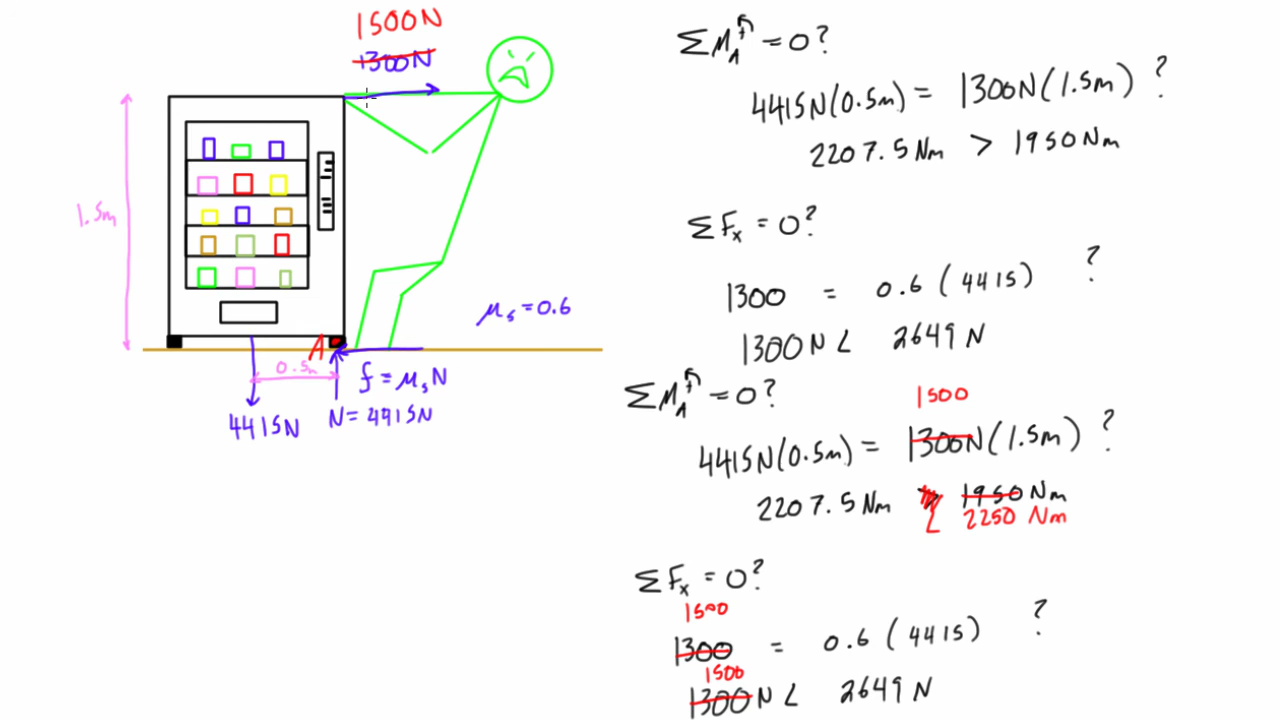 1500N
1300N
1.5m
μs = 0.6
A
0.5m
f = μsN
4415N
N = 4415N
ΣM_A = 0?
4415N(0.5m) = 1300N(1.5m) ?
2207.5Nm > 1950Nm
ΣFx = 0?
1300 = 0.6 (4415) ?
1300N < 2649N
ΣM_A = 0?
1500
4415N(0.5m) = 1300N(1.5m) ?
2207.5Nm 1950Nm
< 2250 Nm
ΣFx = 0?
1500
1300 = 0.6 (4415) ?
1500
1300N < 2649N